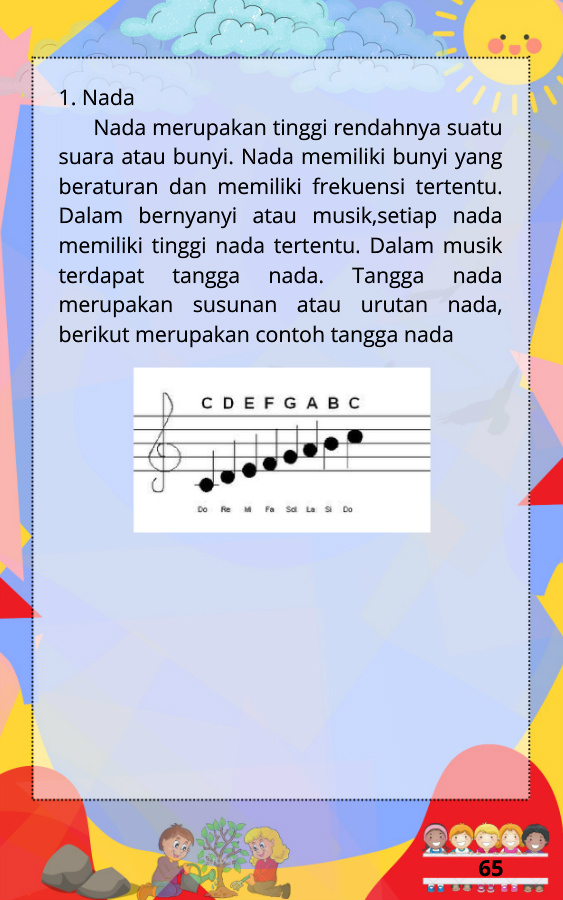 1. Nada
Nada merupakan tinggi rendahnya suatu
suara atau bunyi. Nada memiliki bunyi yang
beraturan dan memiliki frekuensi tertentu.
Dalam bernyanyi atau musik,setiap nada
memiliki tinggi nada tertentu. Dalam musik
terdapat tangga nada. Tangga nada
merupakan susunan atau urutan nada,
berikut merupakan contoh tangga nada
C D E F G A B C
Do Re Mi Fa Sol La Si Do
65